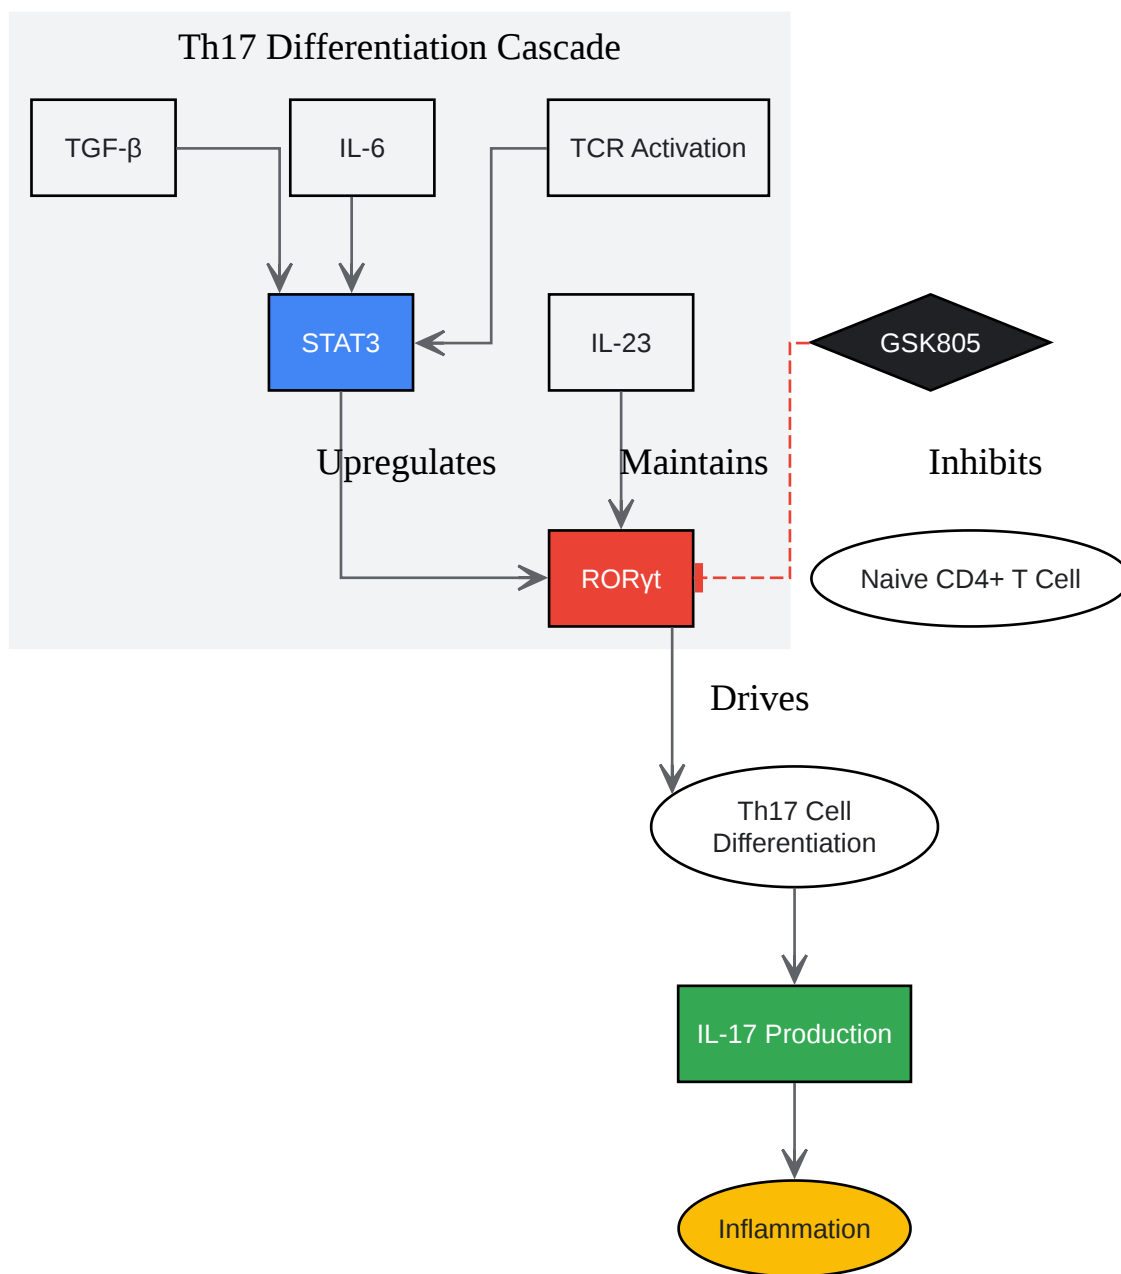 Th17 Differentiation Cascade
TGF-β
IL-6
TCR Activation
STAT3
IL-23
GSK805
Upregulates
Maintains
Inhibits
RORγt
Naive CD4+ T Cell
Drives
Th17 Cell
Differentiation
IL-17 Production
Inflammation